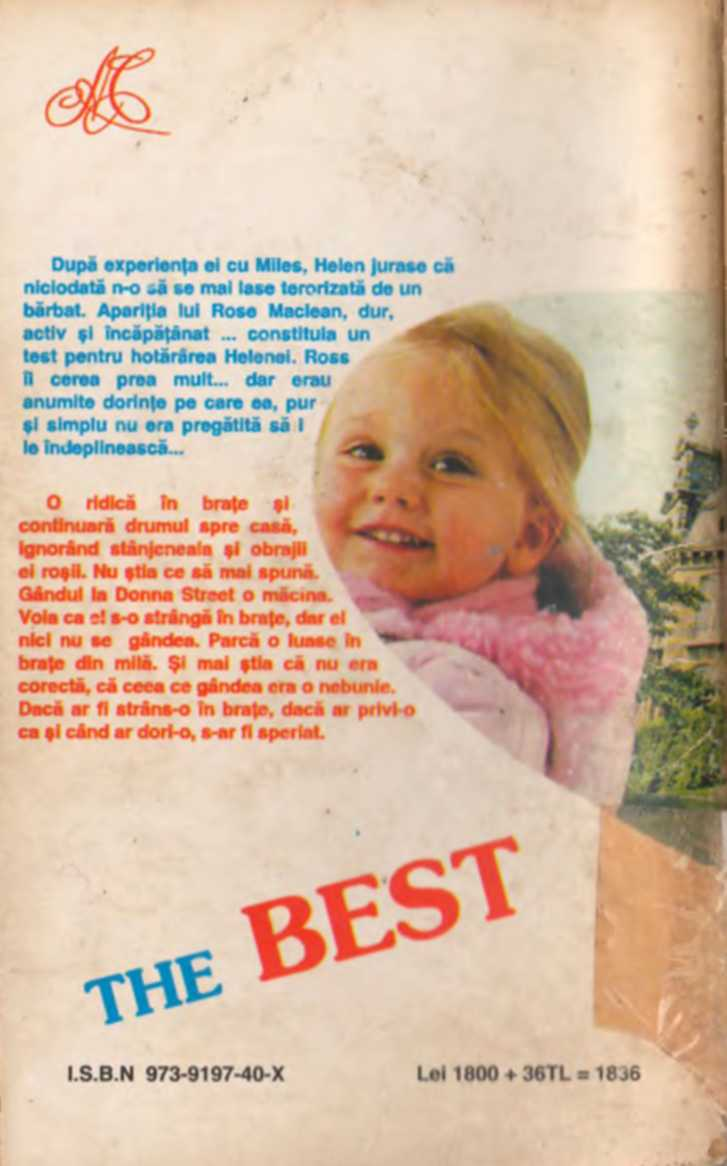 După experiența ei cu Miles, Helen jurase că
niciodată n-o să se mai lase terorizată de un
bărbat. Apariția lui Rose Maclean, dur,
activ și încăpățânat ... constituia un
test pentru hotărârea Helenei. Ross
îi cerea prea mult... dar erau
anumite dorințe pe care ea, pur
și simplu nu era pregătită să i
le îndeplinească...
O ridică în brațe și
continuară drumul spre casă,
ignorând stânjeneala și obrajii
ei roșii. Nu știa ce să mai spună.
Gândul la Donna Street o măcina.
Voia ca el s-o strângă în brațe, dar el
nici nu se gândea. Parcă o luase în
brațe din milă. Și mai știa că nu era
corectă, că ceea ce gândea era o nebunie.
Dacă ar fi strâns-o în brațe, dacă ar privi-o
ca și când ar dori-o, s-ar fi speriat.
THE BEST
I.S.B.N 973-9197-40-X
Lei 1800 + 36TL = 1836